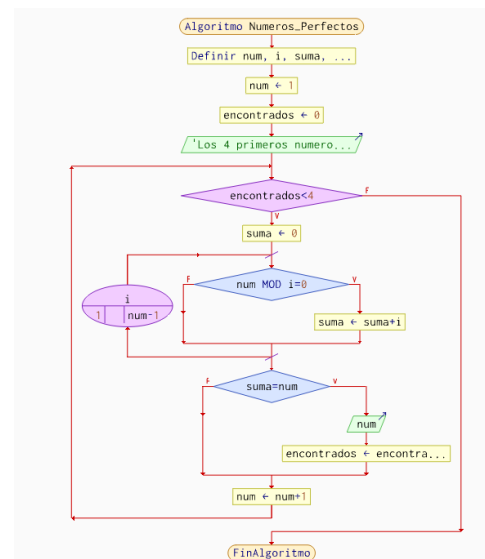 Algoritmo Numeros_Perfectos
Definir num, i, suma, ...
num ← 1
encontrados ← 0
'Los 4 primeros numero...
encontrados<4
F
V
suma ← 0
i
1 num-1
num MOD i=0
F
V
suma ← suma+i
suma=num
F
V
num
encontrados ← encontra...
num ← num+1
FinAlgoritmo